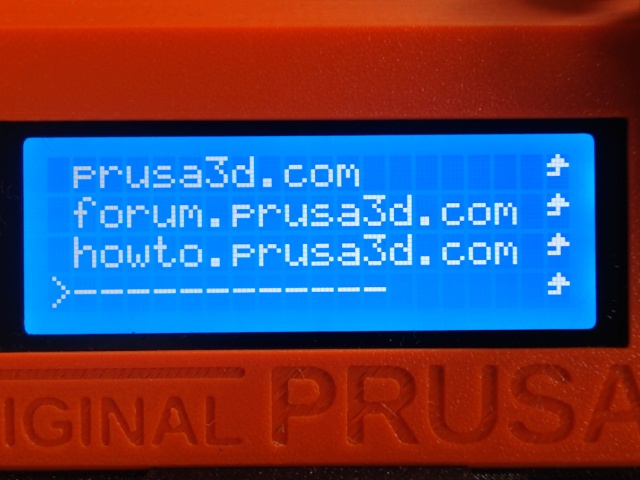 prusa3d.com
forum.prusa3d.com
howto.prusa3d.com
>-------------
IGINAL PRUSA